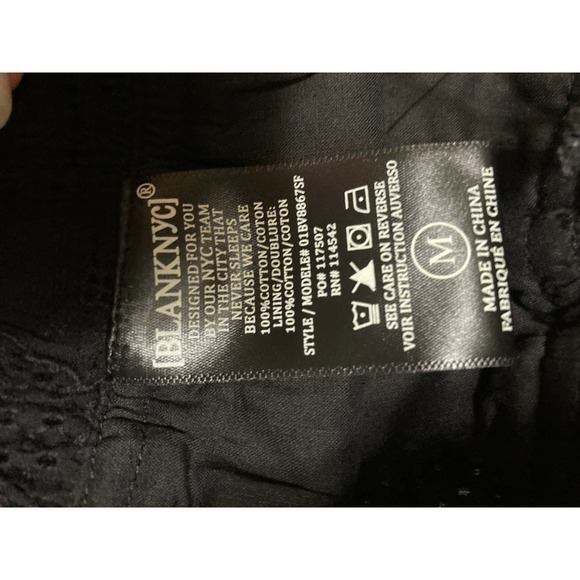 [BLANKNYC]®
DESIGNED FOR YOU
BY OUR NYC TEAM
IN THE CITY THAT
NEVER SLEEPS
BECAUSE WE CARE
100%COTTON/COTON
LINING/DOUBLURE:
100%COTTON/COTON
STYLE / MODELE# 01BV8867SF
PO# 117507
RN# 114542
SEE CARE ON REVERSE
VOIR INSTRUCTION AUVERSO
M
MADE IN CHINA
FABRIQUE EN CHINE